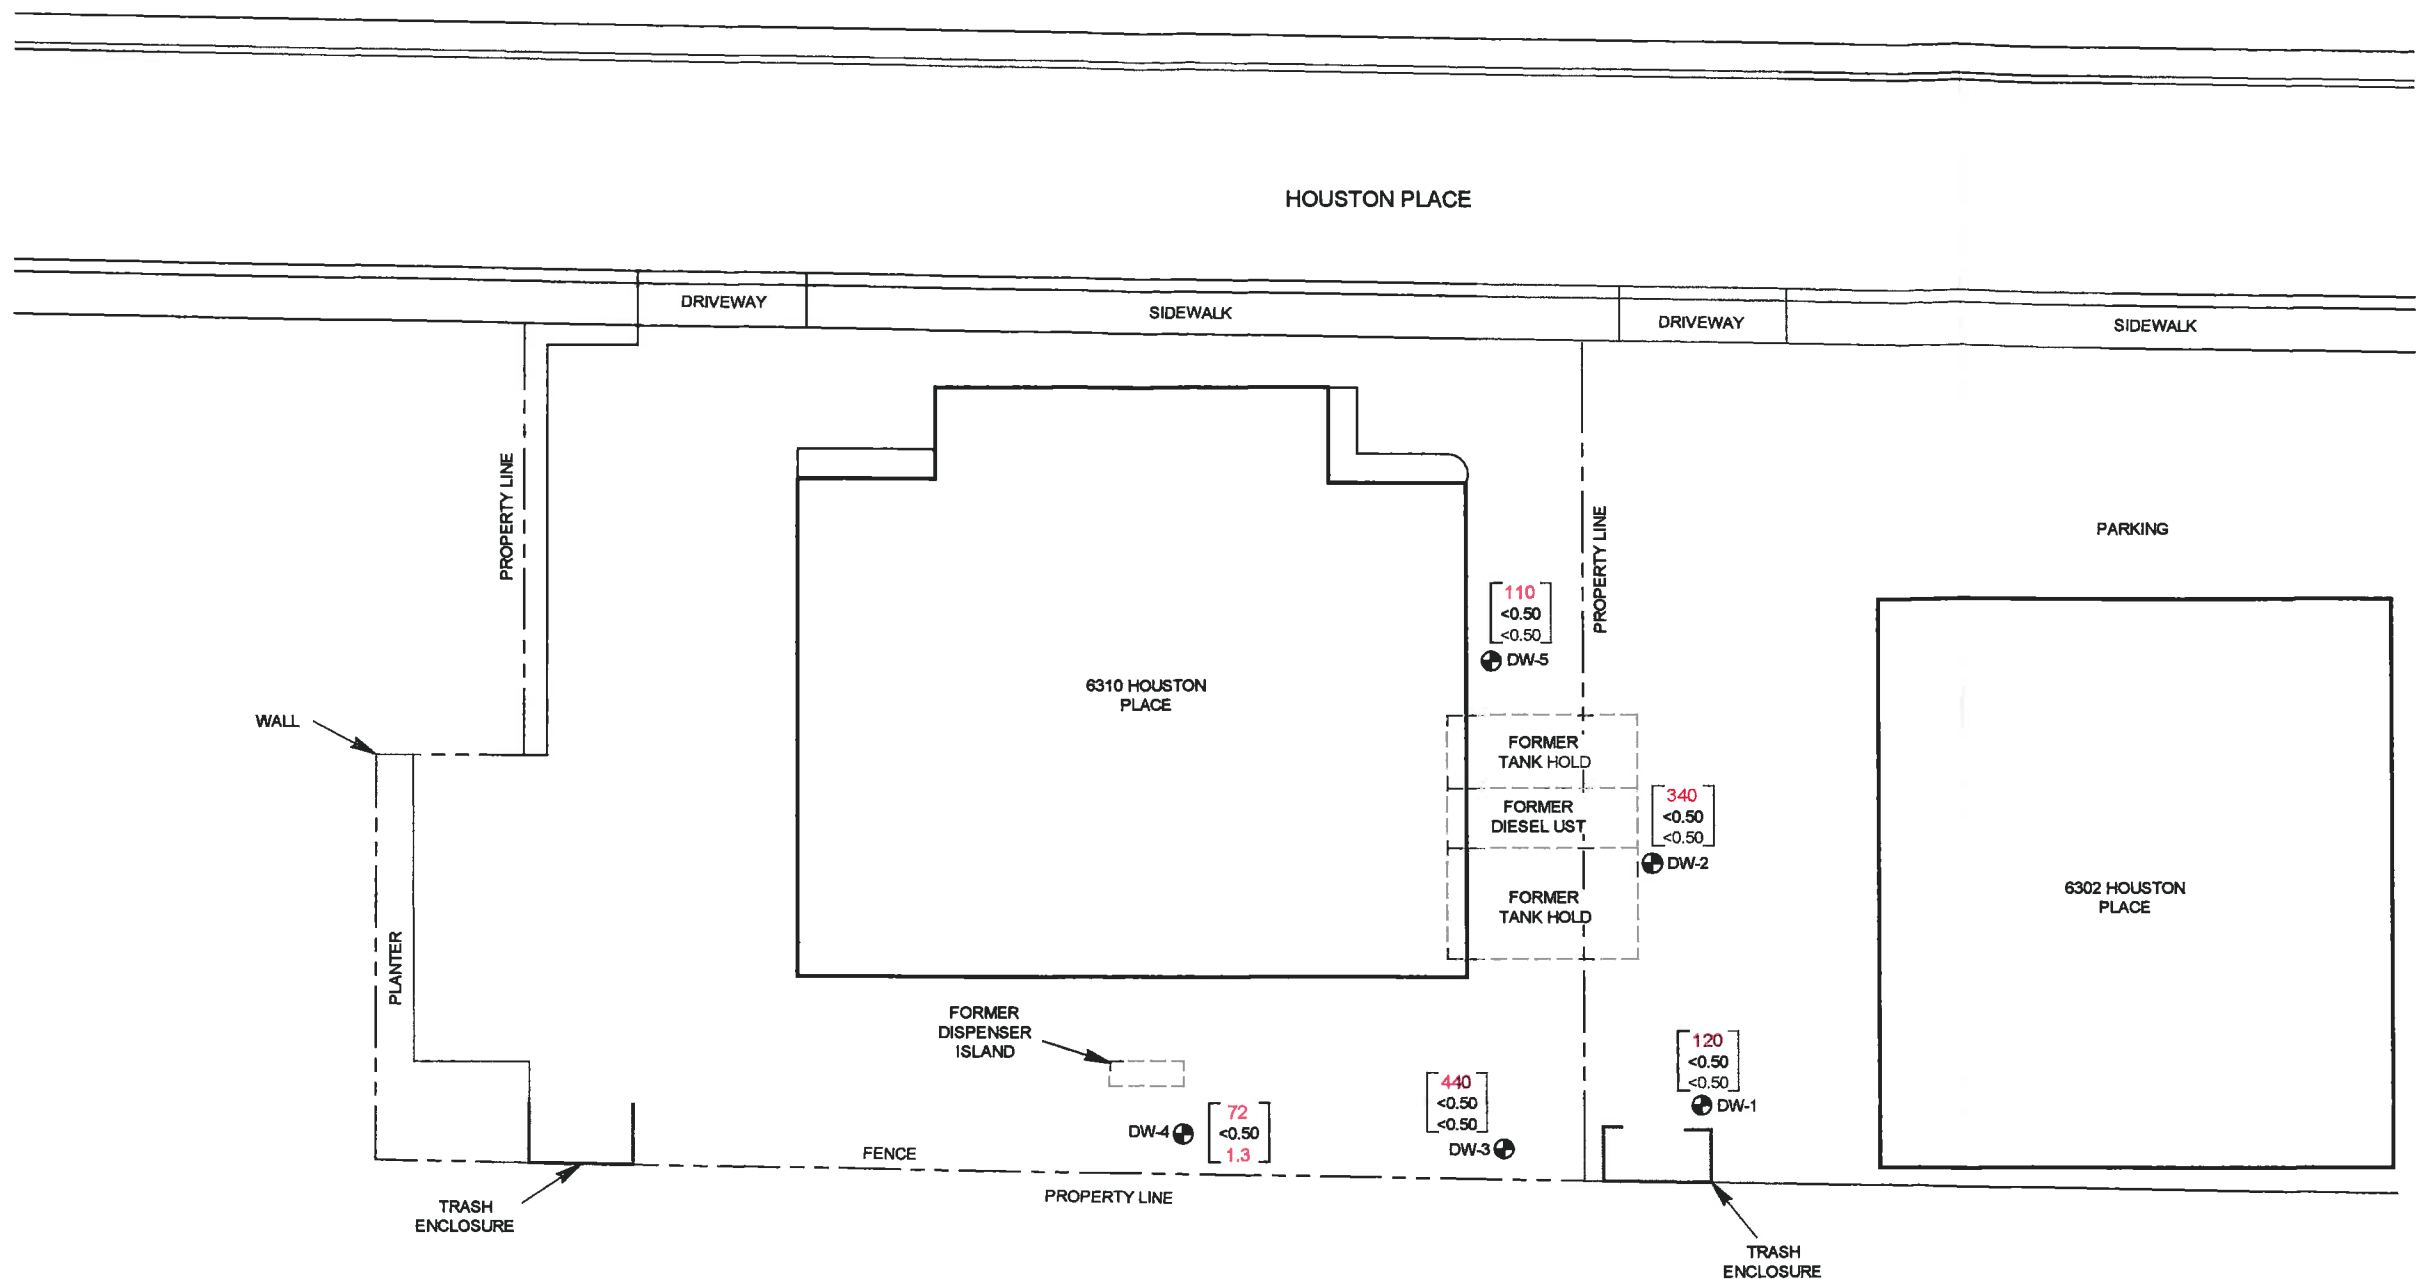 HOUSTON PLACE
DRIVEWAY
SIDEWALK
DRIVEWAY
SIDEWALK
PROPERTY LINE
PROPERTY LINE
PARKING
110
<0.50
<0.50
DW-5
6310 HOUSTON
PLACE
WALL
FORMER
TANK HOLD
FORMER
DIESEL UST
FORMER
TANK HOLD
340
<0.50
<0.50
DW-2
6302 HOUSTON
PLACE
PLANTER
FORMER
DISPENSER
ISLAND
120
<0.50
<0.50
DW-1
440
<0.50
<0.50
DW-3
DW-4
72
<0.50
1.3
FENCE
PROPERTY LINE
TRASH
ENCLOSURE
TRASH
ENCLOSURE